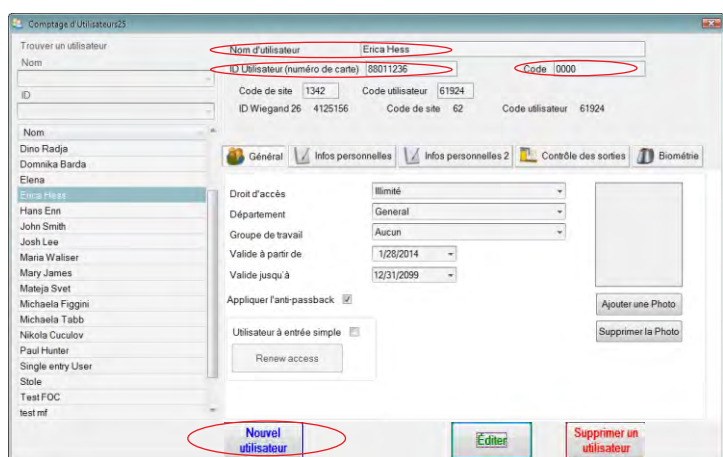 Comptage d'Utilisateurs25
Trouver un utilisateur
Nom
ID
Nom
Dino Radja
Domnika Barda
Elena
Erica Hess
Hans Enn
John Smith
Josh Lee
Maria Waliser
Mary James
Mateja Svet
Michaela Figgini
Michaela Tabb
Nikola Cuculov
Paul Hunter
Single entry User
Stole
Test FOC
test mf
Nom d'utilisateur Erica Hess
ID Utilisateur (numéro de carte) 88011236 Code 0000
Code de site 1342 Code utilisateur 61924
ID Wiegand 26 4125156 Code de site 62 Code utilisateur 61924
Général Infos personnelles Infos personnelles 2 Contrôle des sorties Biométrie
Droit d'accès Illimité
Département General
Groupe de travail Aucun
Valide à partir de 1/28/2014
Valide jusqu'à 12/31/2099
Appliquer l'anti-passback
Utilisateur à entrée simple
Renew access
Ajouter une Photo
Supprimer la Photo
Nouvel
utilisateur
Éditer
Supprimer un
utilisateur